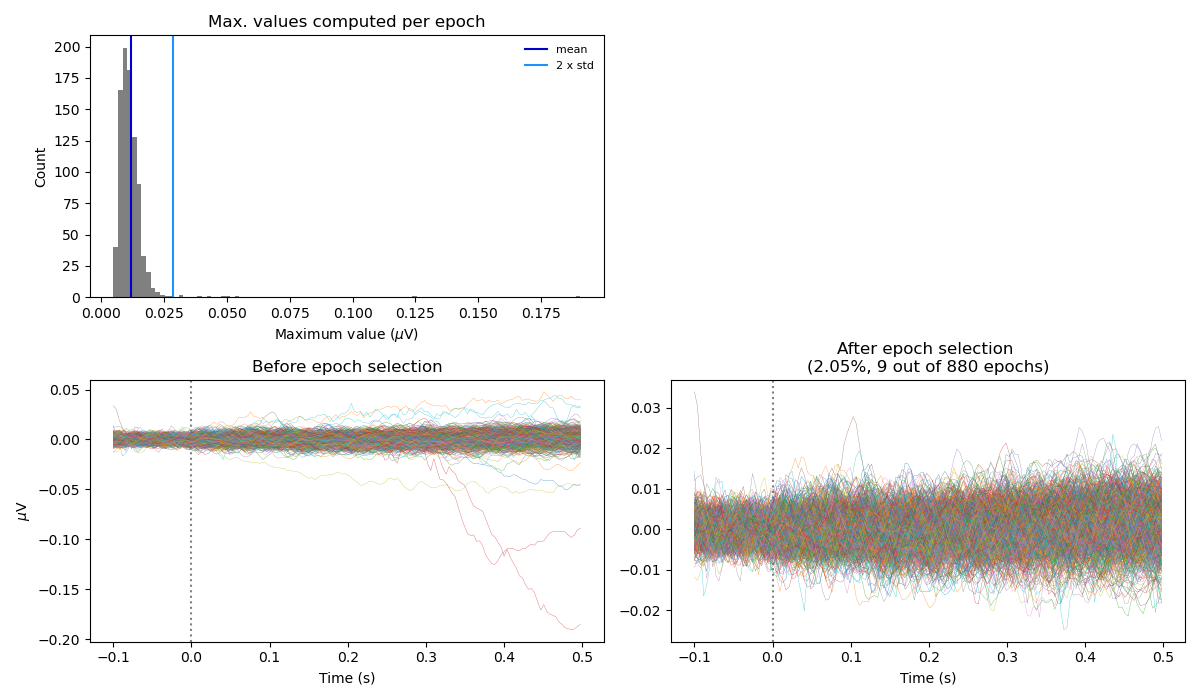 Max. values computed per epoch
200
175
150
125
100
75
50
25
0
Count
mean
2 x std
0.000 0.025 0.050 0.075 0.100 0.125 0.150 0.175
Maximum value (μV)
Before epoch selection
0.05
0.00
−0.05
−0.10
−0.15
−0.20
μV
−0.1 0.0 0.1 0.2 0.3 0.4 0.5
Time (s)
After epoch selection
(2.05%, 9 out of 880 epochs)
0.03
0.02
0.01
0.00
−0.01
−0.02
−0.1 0.0 0.1 0.2 0.3 0.4 0.5
Time (s)